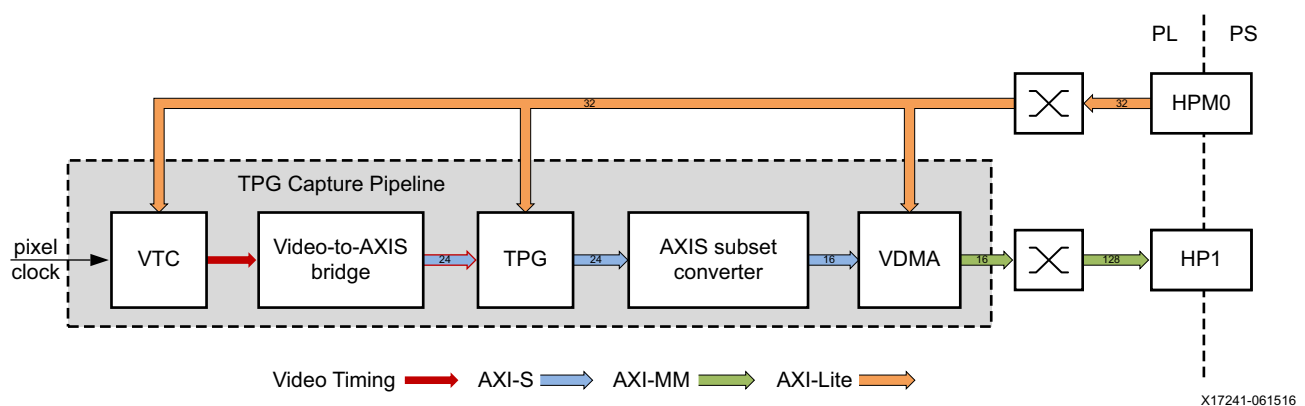 PL
PS
32
32
HPM0
TPG Capture Pipeline
pixel
clock
VTC
Video-to-AXIS
bridge
24
TPG
24
AXIS subset
converter
16
VDMA
16
128
HP1
Video Timing
AXI-S
AXI-MM
AXI-Lite
X17241-061516